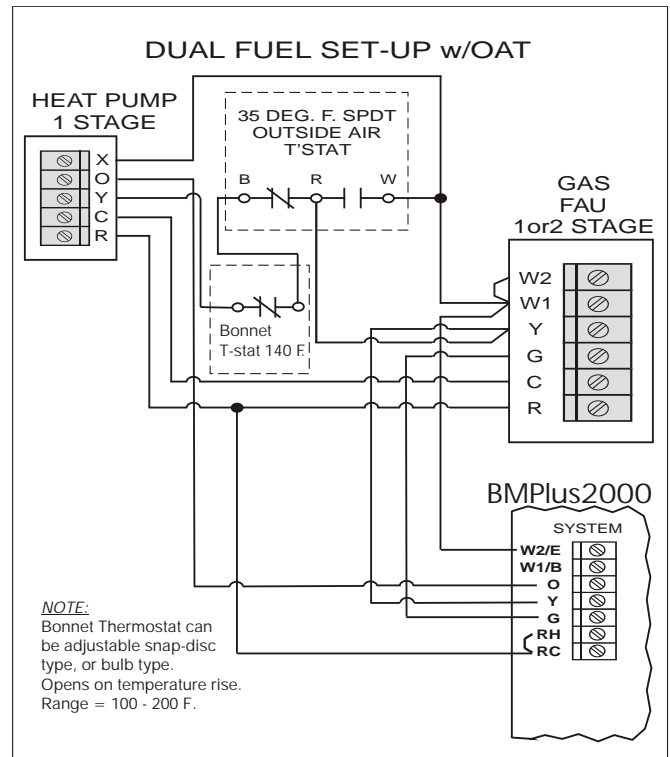 DUAL FUEL SET-UP w/OAT
HEAT PUMP
1 STAGE
X
O
Y
C
R
35 DEG. F. SPDT
OUTSIDE AIR
T'STAT
B R W
Bonnet
T-stat 140 F.
GAS
FAU
1or2 STAGE
W2
W1
Y
G
C
R
BMPlus2000
SYSTEM
W2/E
W1/B
O
Y
G
RH
RC
NOTE:
Bonnet Thermostat can
be adjustable snap-disc
type, or bulb type.
Opens on temperature rise.
Range = 100 - 200 F.